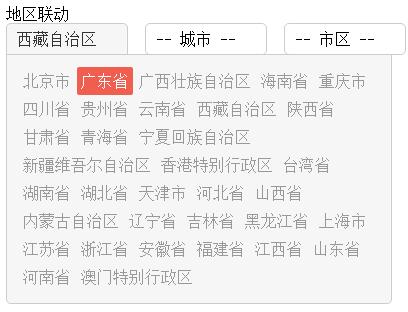 地区联动
西藏自治区 -- 城市 -- -- 市区 --
北京市 广东省 广西壮族自治区 海南省 重庆市
四川省 贵州省 云南省 西藏自治区 陕西省
甘肃省 青海省 宁夏回族自治区
新疆维吾尔自治区 香港特别行政区 台湾省
湖南省 湖北省 天津市 河北省 山西省
内蒙古自治区 辽宁省 吉林省 黑龙江省 上海市
江苏省 浙江省 安徽省 福建省 江西省 山东省
河南省 澳门特别行政区